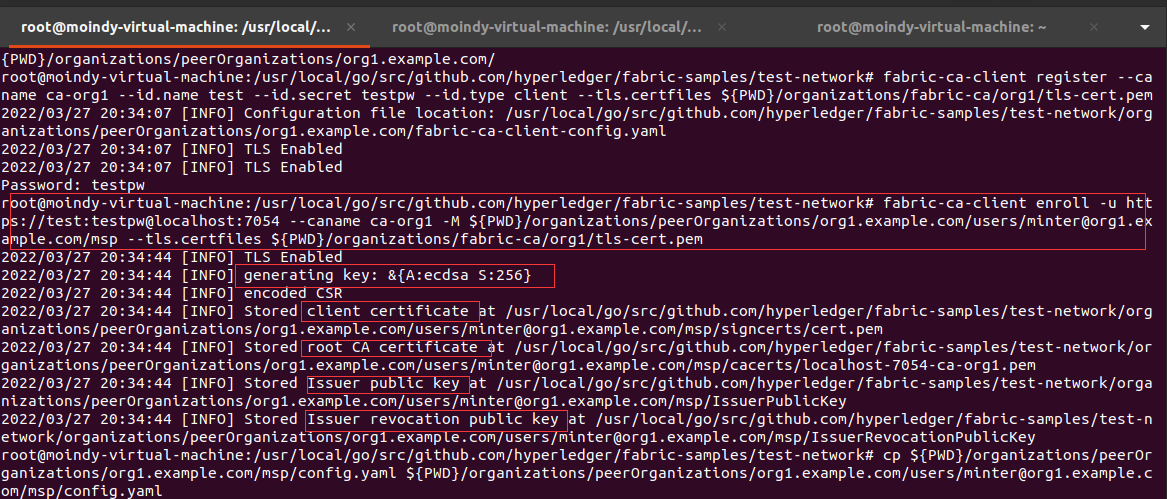 root@moindy-virtual-machine: /usr/local/... × root@moindy-virtual-machine: /usr/local/... × root@moindy-virtual-machine: ~ ×
{PWD}/organizations/peerOrganizations/org1.example.com/
root@moindy-virtual-machine:/usr/local/go/src/github.com/hyperledger/fabric-samples/test-network# fabric-ca-client register --ca
name ca-org1 --id.name test --id.secret testpw --id.type client --tls.certfiles ${PWD}/organizations/fabric-ca/org1/tls-cert.pem
2022/03/27 20:34:07 [INFO] Configuration file location: /usr/local/go/src/github.com/hyperledger/fabric-samples/test-network/org
anizations/peerOrganizations/org1.example.com/fabric-ca-client-config.yaml
2022/03/27 20:34:07 [INFO] TLS Enabled
2022/03/27 20:34:07 [INFO] TLS Enabled
Password: testpw
root@moindy-virtual-machine:/usr/local/go/src/github.com/hyperledger/fabric-samples/test-network# fabric-ca-client enroll -u htt
ps://test:testpw@localhost:7054 --caname ca-org1 -M ${PWD}/organizations/peerOrganizations/org1.example.com/users/minter@org1.ex
ample.com/msp --tls.certfiles ${PWD}/organizations/fabric-ca/org1/tls-cert.pem
2022/03/27 20:34:44 [INFO] TLS Enabled
2022/03/27 20:34:44 [INFO] generating key: &{A:ecdsa S:256}
2022/03/27 20:34:44 [INFO] encoded CSR
2022/03/27 20:34:44 [INFO] Stored client certificate at /usr/local/go/src/github.com/hyperledger/fabric-samples/test-network/org
anizations/peerOrganizations/org1.example.com/users/minter@org1.example.com/msp/signcerts/cert.pem
2022/03/27 20:34:44 [INFO] Stored root CA certificate at /usr/local/go/src/github.com/hyperledger/fabric-samples/test-network/or
ganizations/peerOrganizations/org1.example.com/users/minter@org1.example.com/msp/cacerts/localhost-7054-ca-org1.pem
2022/03/27 20:34:44 [INFO] Stored Issuer public key at /usr/local/go/src/github.com/hyperledger/fabric-samples/test-network/orga
nizations/peerOrganizations/org1.example.com/users/minter@org1.example.com/msp/IssuerPublicKey
2022/03/27 20:34:44 [INFO] Stored Issuer revocation public key at /usr/local/go/src/github.com/hyperledger/fabric-samples/test-n
etwork/organizations/peerOrganizations/org1.example.com/users/minter@org1.example.com/msp/IssuerRevocationPublicKey
root@moindy-virtual-machine:/usr/local/go/src/github.com/hyperledger/fabric-samples/test-network# cp ${PWD}/organizations/peerOr
ganizations/org1.example.com/msp/config.yaml ${PWD}/organizations/peerOrganizations/org1.example.com/users/minter@org1.example.c
om/msp/config.yaml